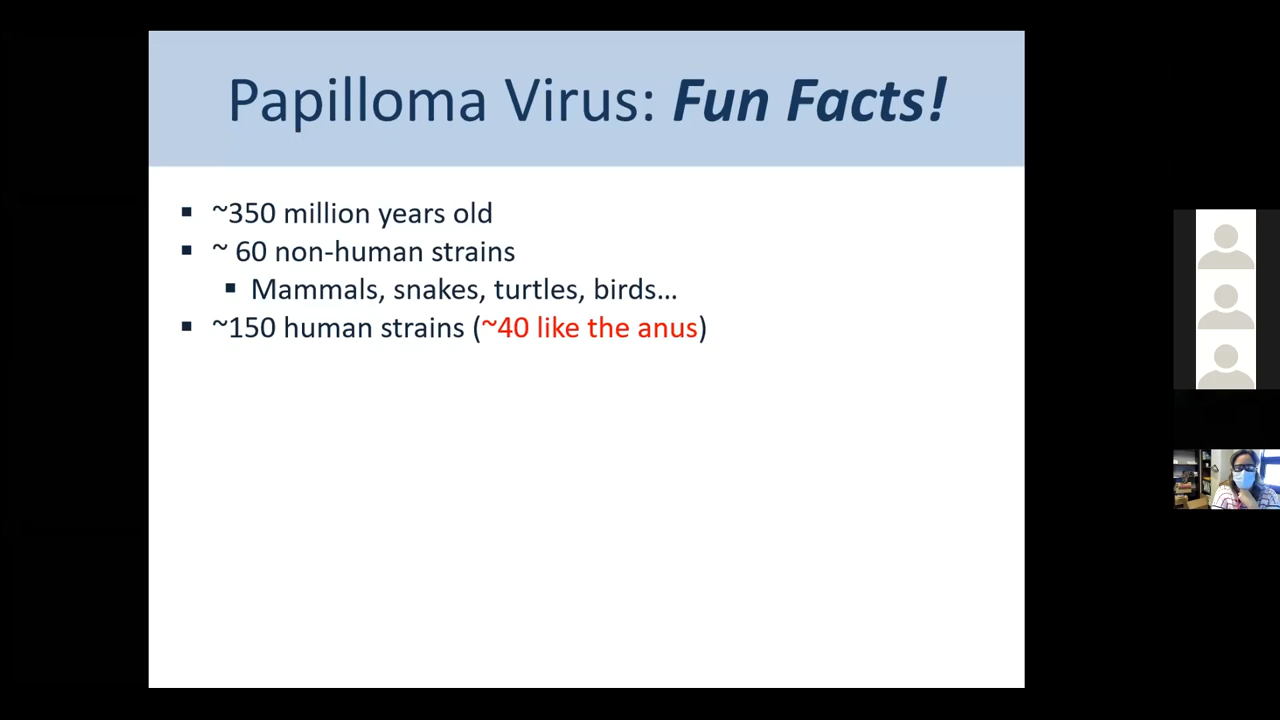 Papilloma Virus: Fun Facts!
~350 million years old
~ 60 non-human strains
Mammals, snakes, turtles, birds…
~150 human strains (~40 like the anus)